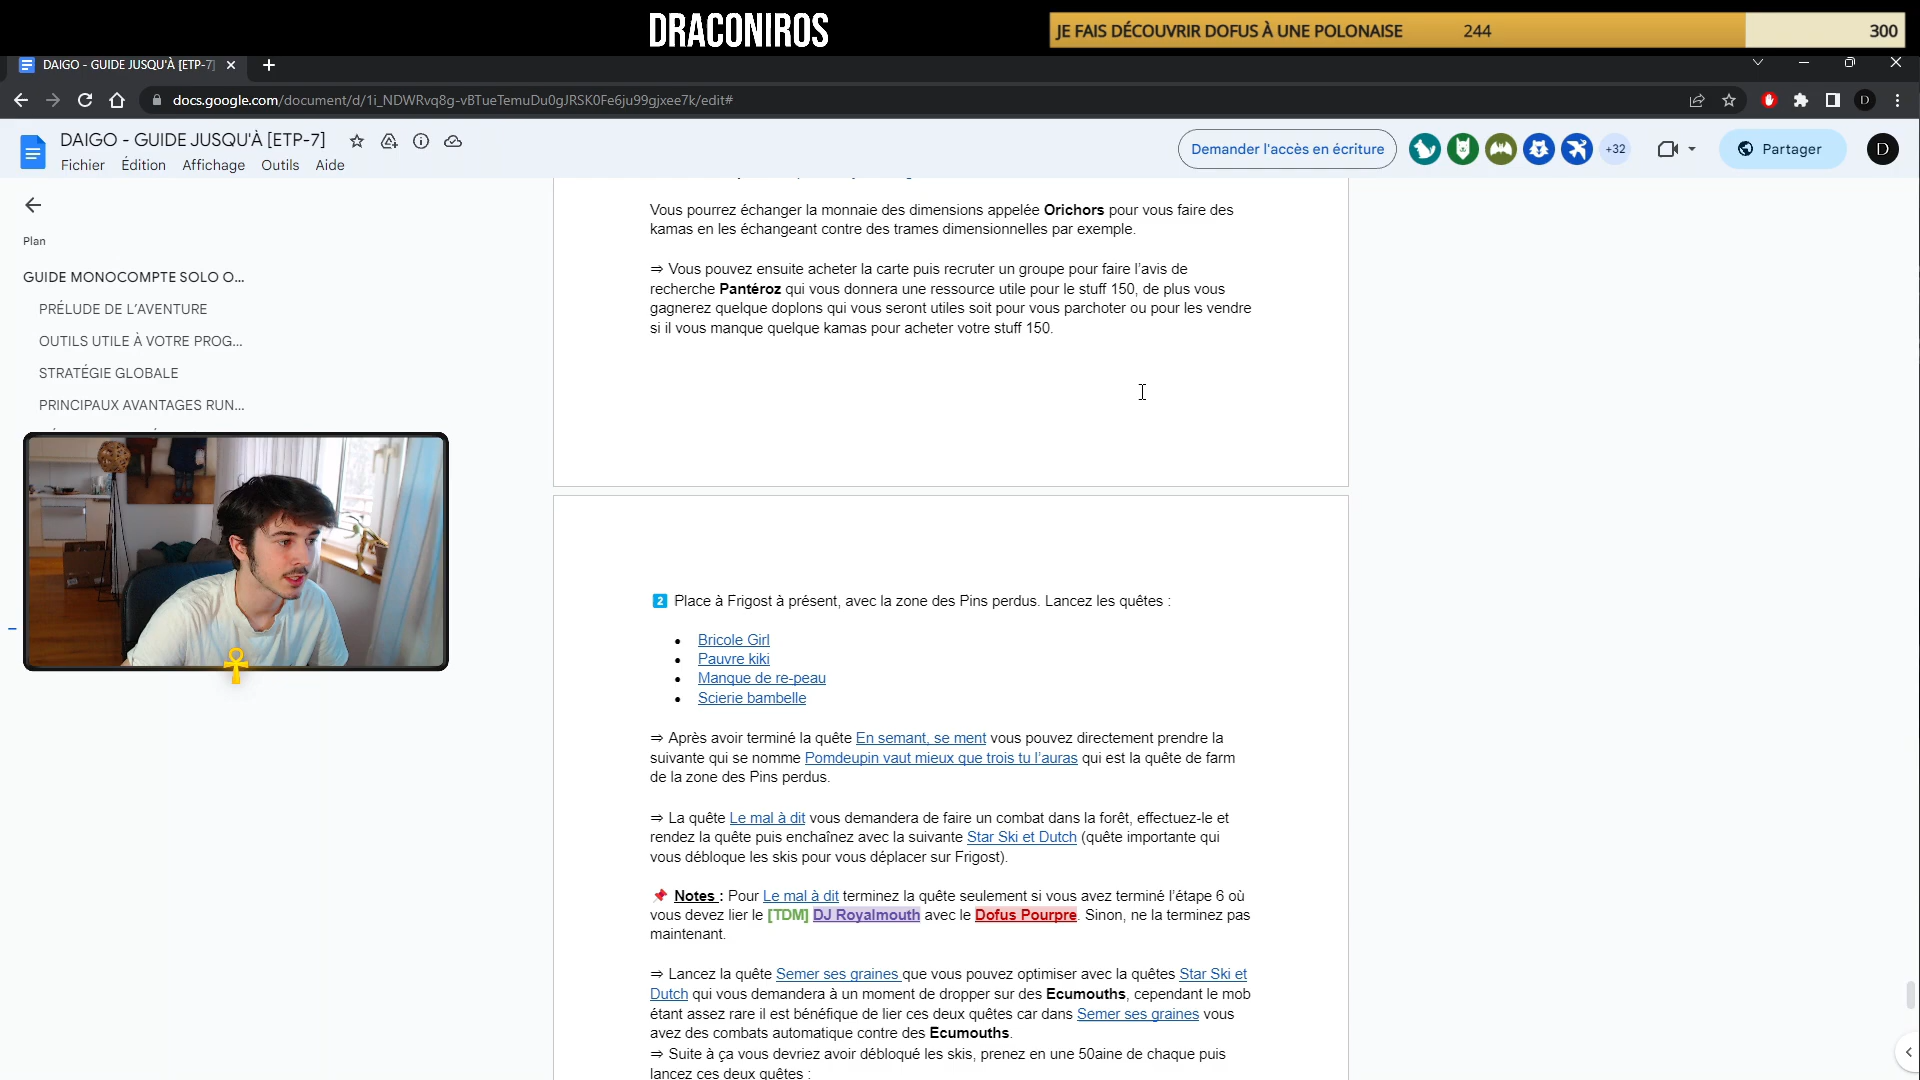 DRACONIROS
JE FAIS DÉCOUVRIR DOFUS À UNE POLONAISE 244 300
DAIGO - GUIDE JUSQU'À [ETP-7]
docs.google.com/document/d/1i_NDWRvq8g-vBTueTemuDu0gJRSK0Fe6ju99gjxee7k/edit#
D
DAIGO - GUIDE JUSQU'À [ETP-7]
Fichier Édition Affichage Outils Aide
Demander l'accès en écriture
+32
Partager
D
Plan
GUIDE MONOCOMPTE SOLO O...
PRÉLUDE DE L'AVENTURE
OUTILS UTILE À VOTRE PROG...
STRATÉGIE GLOBALE
PRINCIPAUX AVANTAGES RUN...
Vous pourrez échanger la monnaie des dimensions appelée Orichors pour vous faire des
kamas en les échangeant contre des trames dimensionnelles par exemple.
⇒ Vous pouvez ensuite acheter la carte puis recruter un groupe pour faire l'avis de
recherche Pantéroz qui vous donnera une ressource utile pour le stuff 150, de plus vous
gagnerez quelque doplons qui vous seront utiles soit pour vous parchoter ou pour les vendre
si il vous manque quelque kamas pour acheter votre stuff 150.
2 Place à Frigost à présent, avec la zone des Pins perdus. Lancez les quêtes :
• Bricole Girl
• Pauvre kiki
• Manque de re-peau
• Scierie bambelle
⇒ Après avoir terminé la quête En semant, se ment vous pouvez directement prendre la
suivante qui se nomme Pomdeupin vaut mieux que trois tu l'auras qui est la quête de farm
de la zone des Pins perdus.
⇒ La quête Le mal à dit vous demandera de faire un combat dans la forêt, effectuez-le et
rendez la quête puis enchaînez avec la suivante Star Ski et Dutch (quête importante qui
vous débloque les skis pour vous déplacer sur Frigost).
📌 Notes : Pour Le mal à dit terminez la quête seulement si vous avez terminé l'étape 6 où
vous devez lier le [TDM] DJ Royalmouth avec le Dofus Pourpre. Sinon, ne la terminez pas
maintenant.
⇒ Lancez la quête Semer ses graines que vous pouvez optimiser avec la quêtes Star Ski et
Dutch qui vous demandera à un moment de dropper sur des Ecumouths, cependant le mob
étant assez rare il est bénéfique de lier ces deux quêtes car dans Semer ses graines vous
avez des combats automatique contre des Ecumouths.
⇒ Suite à ça vous devriez avoir débloqué les skis, prenez en une 50aine de chaque puis
lancez ces deux quêtes :